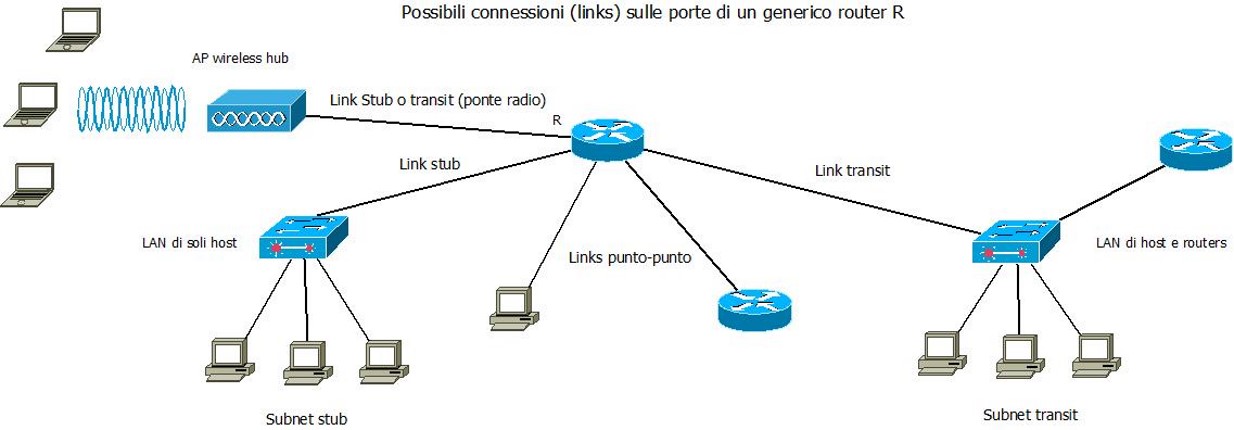 Possibili connessioni (links) sulle porte di un generico router R
AP wireless hub
Link Stub o transit (ponte radio)
R
Link stub
Link transit
LAN di soli host
Links punto-punto
LAN di host e routers
Subnet stub
Subnet transit